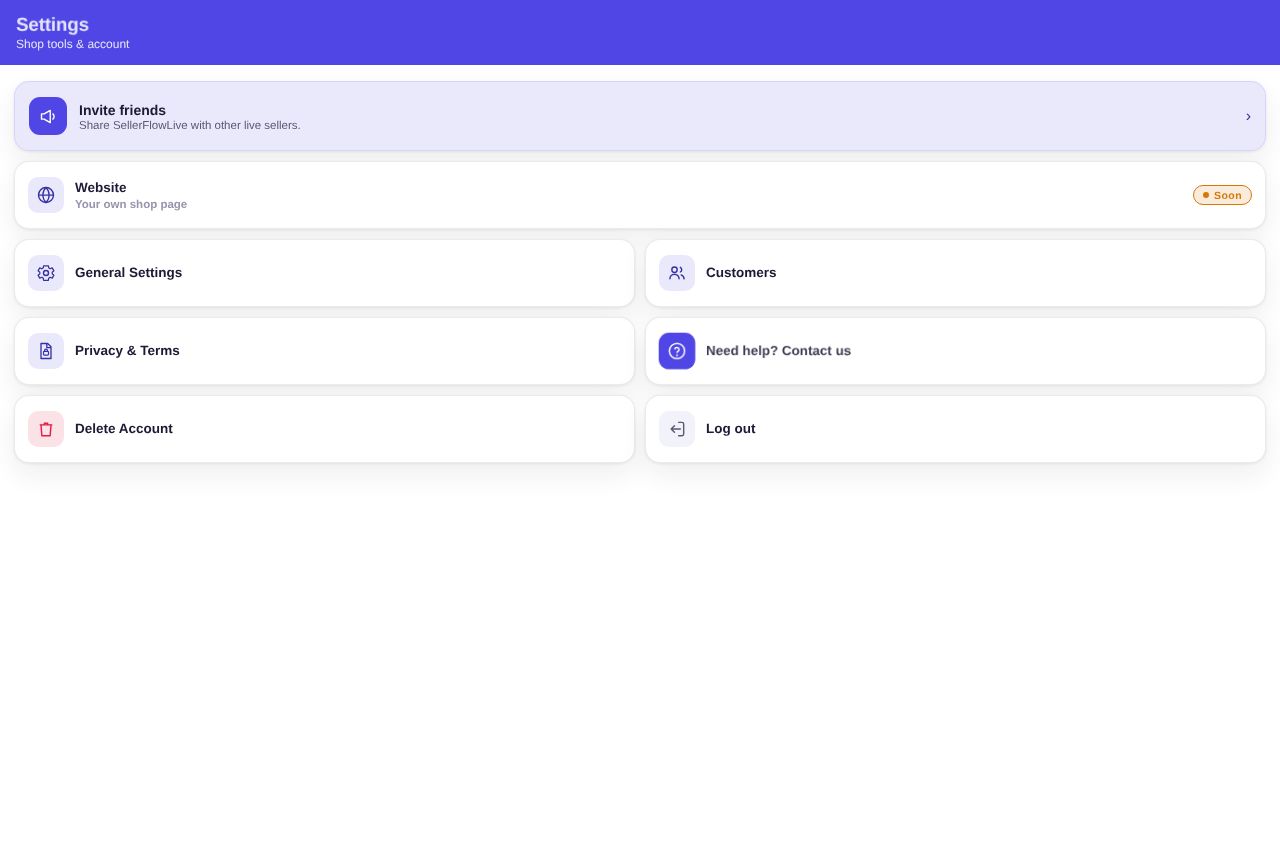 Settings
Shop tools & account
Invite friends
Share SellerFlowLive with other live sellers.
›
Website
Your own shop page
Soon
General Settings
Customers
Privacy & Terms
Need help? Contact us
Delete Account
Log out